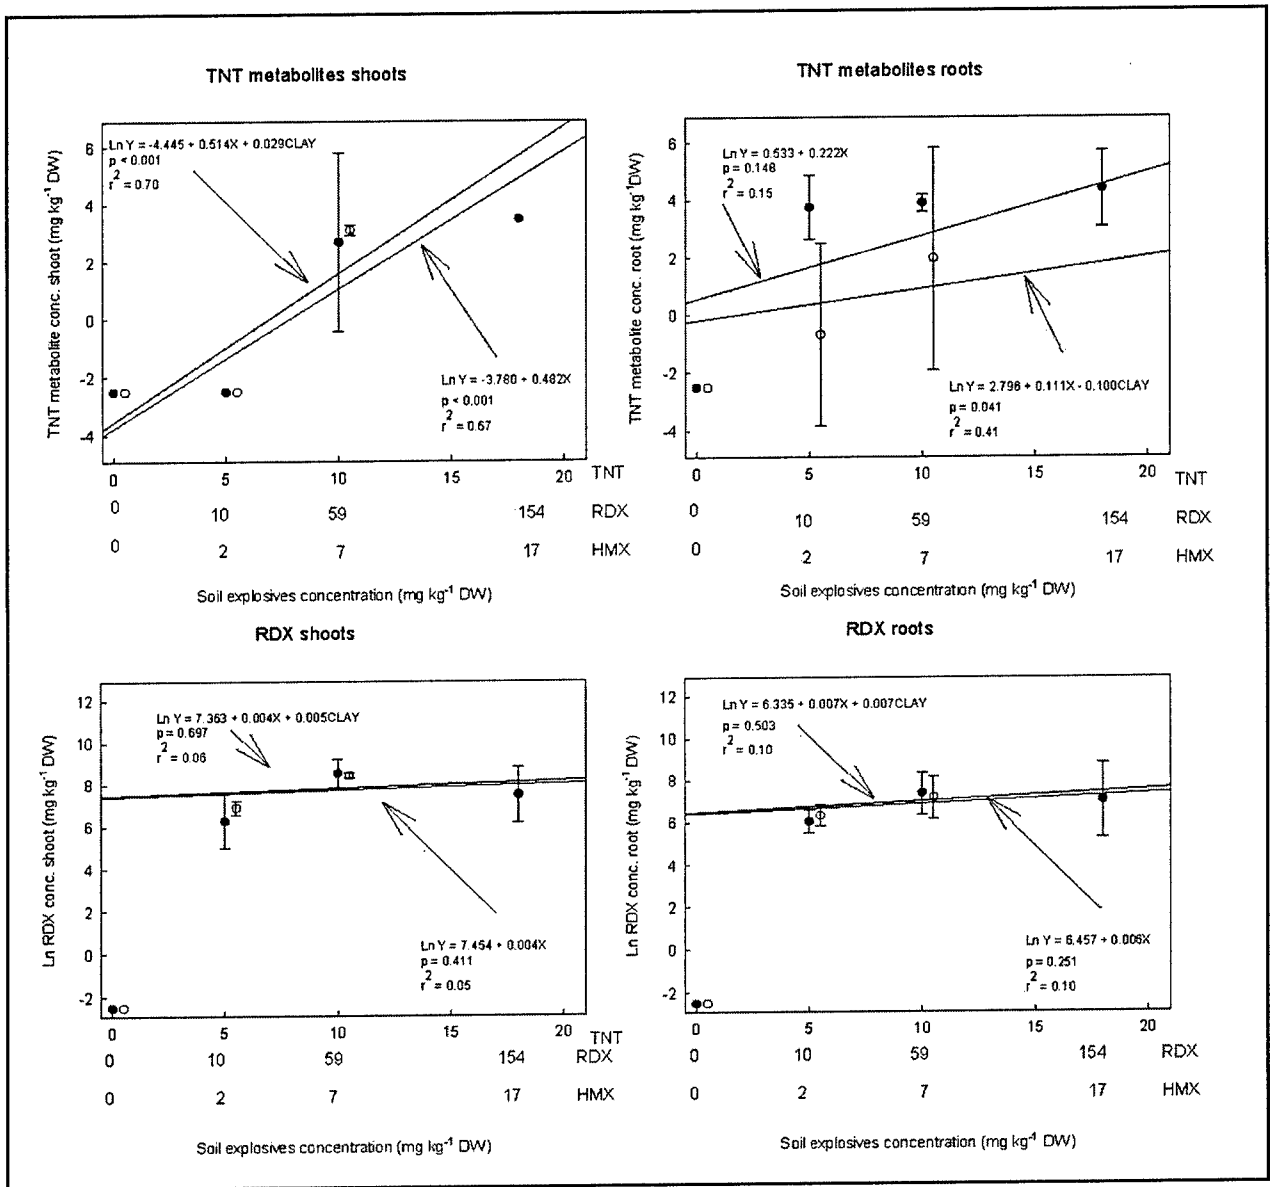 TNT metabolites shoots
TNT metabolite conc. shoot (mg kg-1 DW)
6
4
2
0
-2
-4
Ln Y = -4.445 + 0.514X + 0.029CLAY
p < 0.001
r2 = 0.70
Ln Y = -3.780 + 0.482X
p < 0.001
r2 = 0.67
0 5 10 15 20 TNT
0 10 59 154 RDX
0 2 7 17 HMX
Soil explosives concentration (mg kg-1 DW)
TNT metabolites roots
TNT metabolite conc. root (mg kg-1DW)
6
4
2
0
-2
-4
Ln Y = 0.533 + 0.222X
p = 0.148
r2 = 0.15
Ln Y = 2.796 + 0.111X - 0.100CLAY
p = 0.041
r2 = 0.41
0 5 10 15 20 TNT
0 10 59 154 RDX
0 2 7 17 HMX
Soil explosives concentration (mg kg-1 DW)
RDX shoots
Ln RDX conc. shoot (mg kg-1 DW)
12
10
8
6
4
2
0
-2
Ln Y = 7.363 + 0.004X + 0.005CLAY
p = 0.697
r2 = 0.06
Ln Y = 7.454 + 0.004X
p = 0.411
r2 = 0.05
0 5 10 15 20 TNT
0 10 59 154 RDX
0 2 7 17 HMX
Soil explosives concentration (mg kg-1 DW)
RDX roots
Ln RDX conc. root (mg kg-1 DW)
12
10
8
6
4
2
0
-2
Ln Y = 6.335 + 0.007X + 0.007CLAY
p = 0.503
r2 = 0.10
Ln Y = 6.457 + 0.006X
p = 0.251
r2 = 0.10
0 5 10 15 20
0 10 59 154 RDX
0 2 7 17 HMX
Soil explosives concentration (mg kg-1 DW)